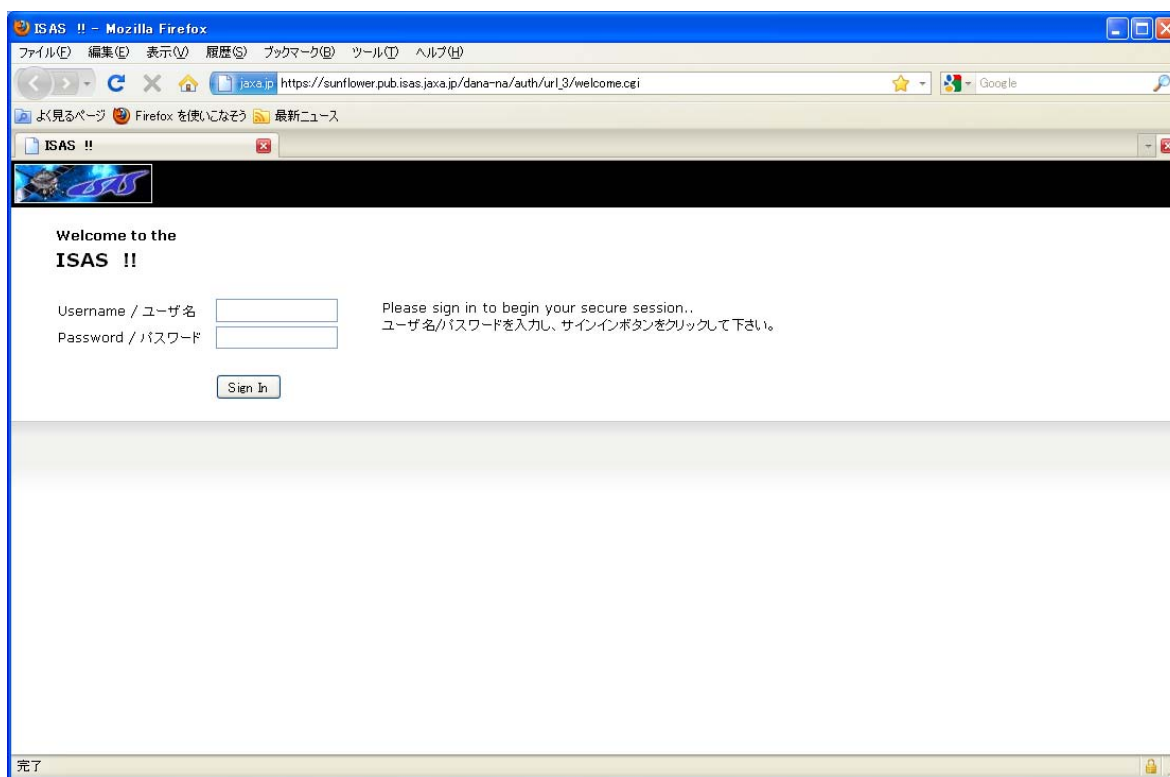 ISAS !! - Mozilla Firefox
ファイル(F) 編集(E) 表示(V) 履歴(S) ブックマーク(B) ツール(T) ヘルプ(H)
jaxa.jp https://sunflower.pub.isas.jaxa.jp/dana-na/auth/url_3/welcome.cgi Google
よく見るページ Firefox を使いこなそう 最新ニュース
ISAS !!
ISAS
Welcome to the
ISAS !!
Username / ユーザ名
Password / パスワード
Please sign in to begin your secure session..
ユーザ名/パスワードを入力し、サインインボタンをクリックして下さい。
Sign In
完了